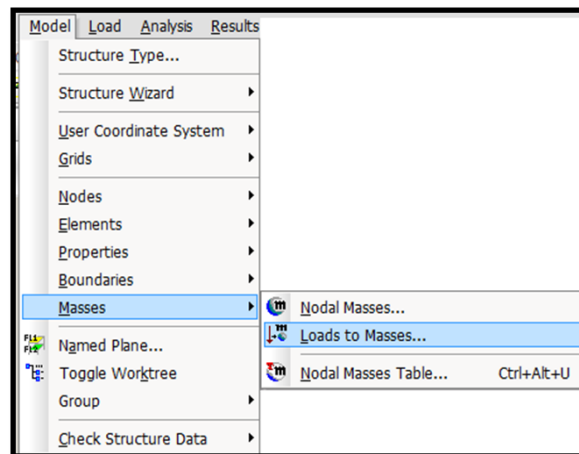 Model Load Analysis Results
Structure Type...
Structure Wizard
User Coordinate System
Grids
Nodes
Elements
Properties
Boundaries
Masses
Nodal Masses...
Loads to Masses...
Nodal Masses Table... Ctrl+Alt+U
Named Plane...
Toggle Worktree
Group
Check Structure Data